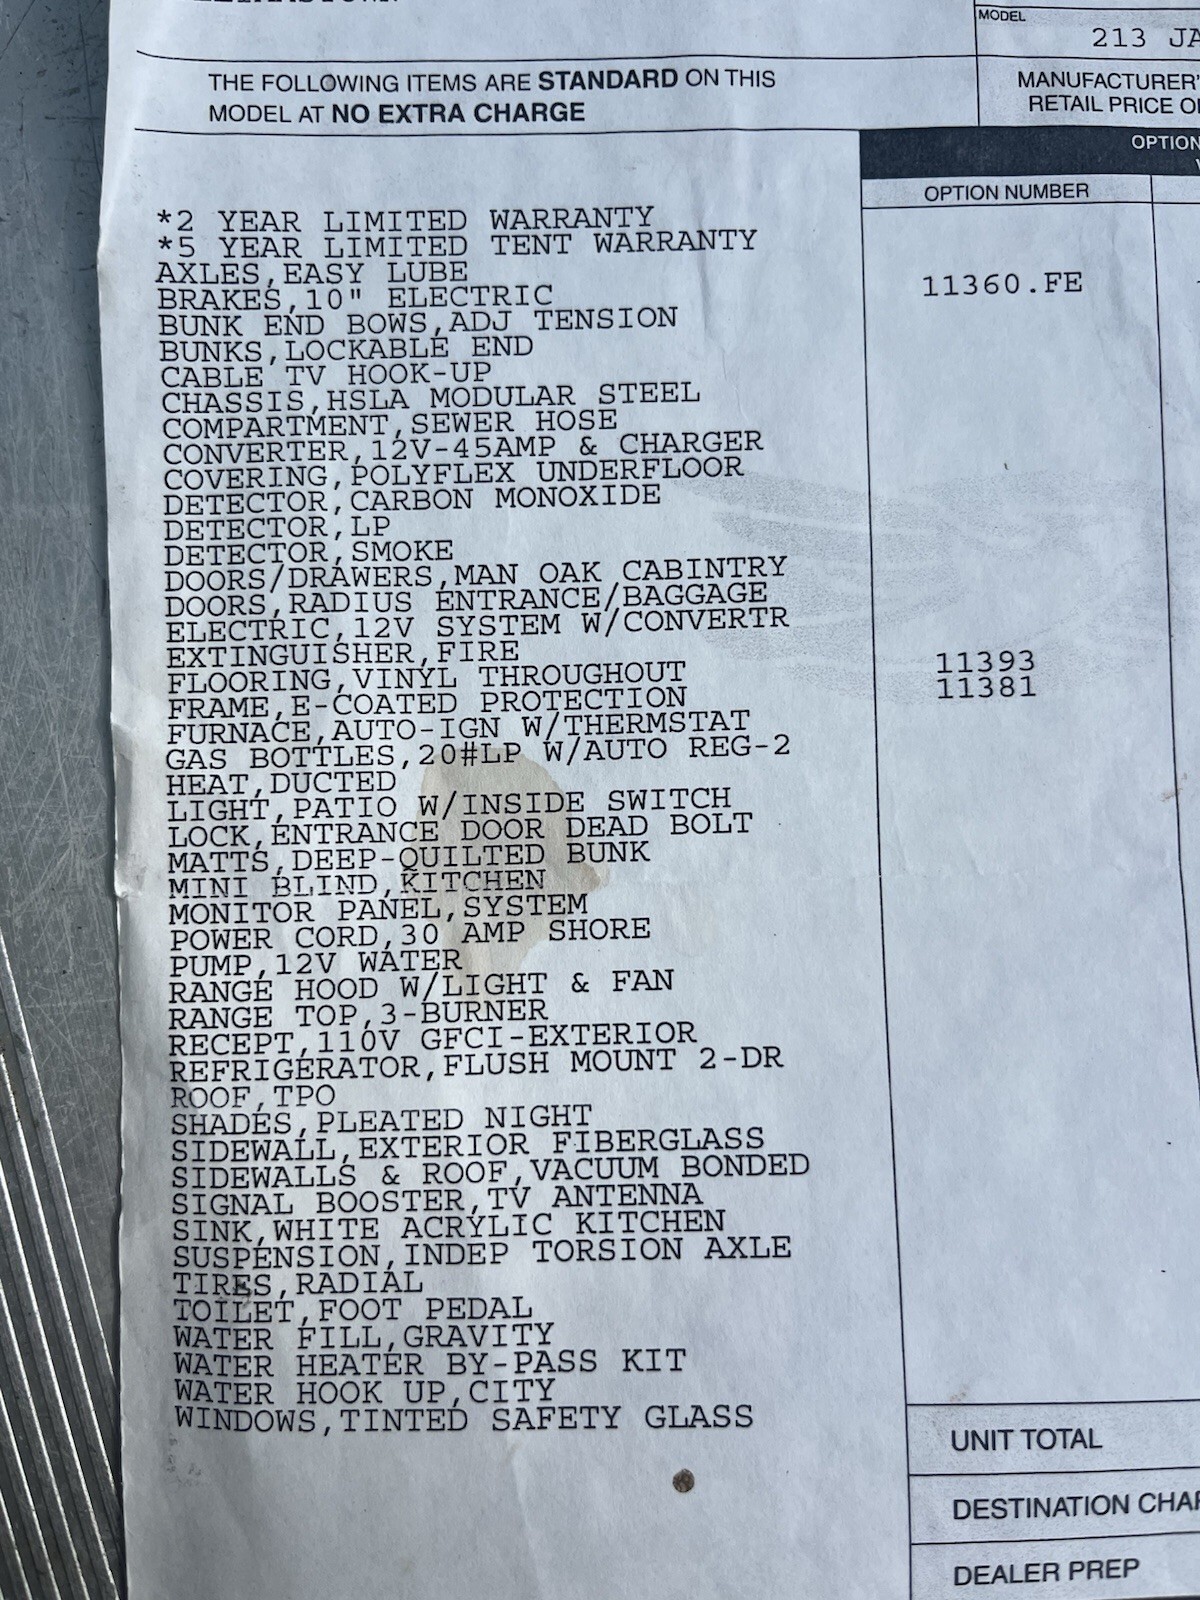 MODEL
213 JA
THE FOLLOWING ITEMS ARE STANDARD ON THIS
MODEL AT NO EXTRA CHARGE
MANUFACTURER'
RETAIL PRICE
OPTION
OPTION NUMBER
*2 YEAR LIMITED WARRANTY
*5 YEAR LIMITED TENT WARRANTY
AXLES,EASY LUBE
BRAKES,10" ELECTRIC
BUNK END BOWS,ADJ TENSION
BUNKS,LOCKABLE END
CABLE TV HOOK-UP
CHASSIS,HSLA MODULAR STEEL
COMPARTMENT,SEWER HOSE
CONVERTER,12V-45AMP & CHARGER
COVERING,POLYFLEX UNDERFLOOR
DETECTOR,CARBON MONOXIDE
DETECTOR,LP
DETECTOR,SMOKE
DOORS/DRAWERS,MAN OAK CABINTRY
DOORS,RADIUS ENTRANCE/BAGGAGE
ELECTRIC,12V SYSTEM W/CONVERTR
EXTINGUISHER,FIRE
FLOORING,VINYL THROUGHOUT
FRAME,E-COATED PROTECTION
FURNACE,AUTO-IGN W/THERMSTAT
GAS BOTTLES,20#LP W/AUTO REG-2
HEAT,DUCTED
LIGHT,PATIO W/INSIDE SWITCH
LOCK,ENTRANCE DOOR DEAD BOLT
MATTS,DEEP-QUILTED BUNK
MINI BLIND,KITCHEN
MONITOR PANEL,SYSTEM
POWER CORD,30 AMP SHORE
PUMP,12V WATER
RANGE HOOD W/LIGHT & FAN
RANGE TOP,3-BURNER
RECEPT,110V GFCI-EXTERIOR
REFRIGERATOR,FLUSH MOUNT 2-DR
ROOF,TPO
SHADES,PLEATED NIGHT
SIDEWALL,EXTERIOR FIBERGLASS
SIDEWALLS & ROOF,VACUUM BONDED
SIGNAL BOOSTER,TV ANTENNA
SINK,WHITE ACRYLIC KITCHEN
SUSPENSION,INDEP TORSION AXLE
TIRES,RADIAL
TOILET,FOOT PEDAL
WATER FILL,GRAVITY
WATER HEATER BY-PASS KIT
WATER HOOK UP,CITY
WINDOWS,TINTED SAFETY GLASS
11360.FE
11393
11381
UNIT TOTAL
DESTINATION CHAR
DEALER PREP